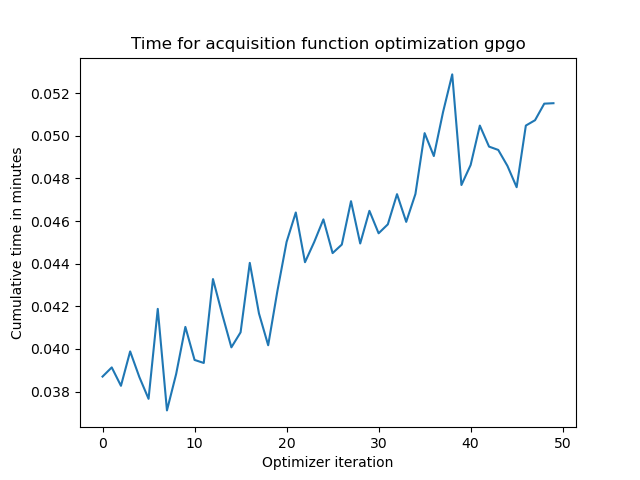 Time for acquisition function optimization gpgo
0.052
0.050
0.048
0.046
0.044
0.042
0.040
0.038
Cumulative time in minutes
0 10 20 30 40 50
Optimizer iteration